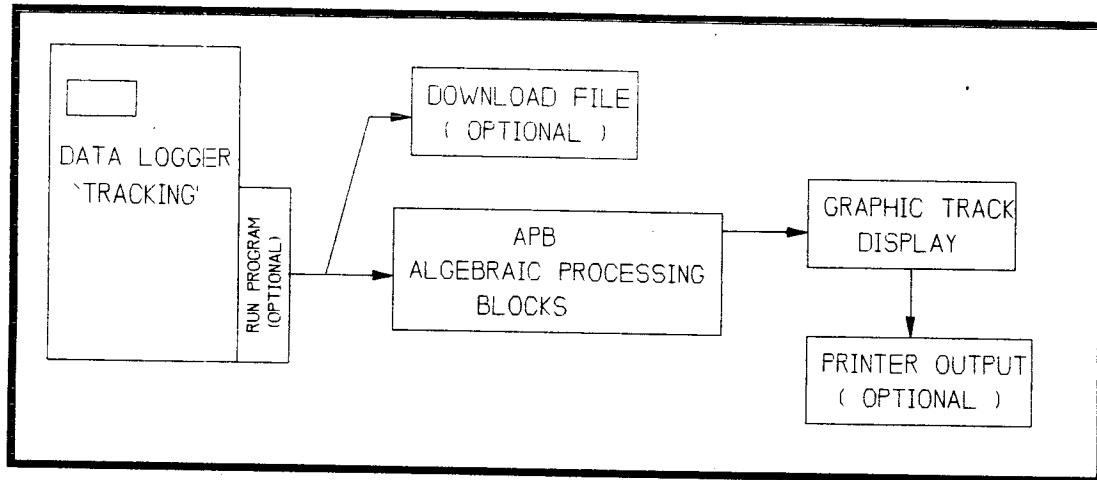 DATA LOGGER
'TRACKING'
RUN PROGRAM
(OPTIONAL)
DOWNLOAD FILE
( OPTIONAL )
APB
ALGEBRAIC PROCESSING
BLOCKS
GRAPHIC TRACK
DISPLAY
PRINTER OUTPUT
( OPTIONAL )